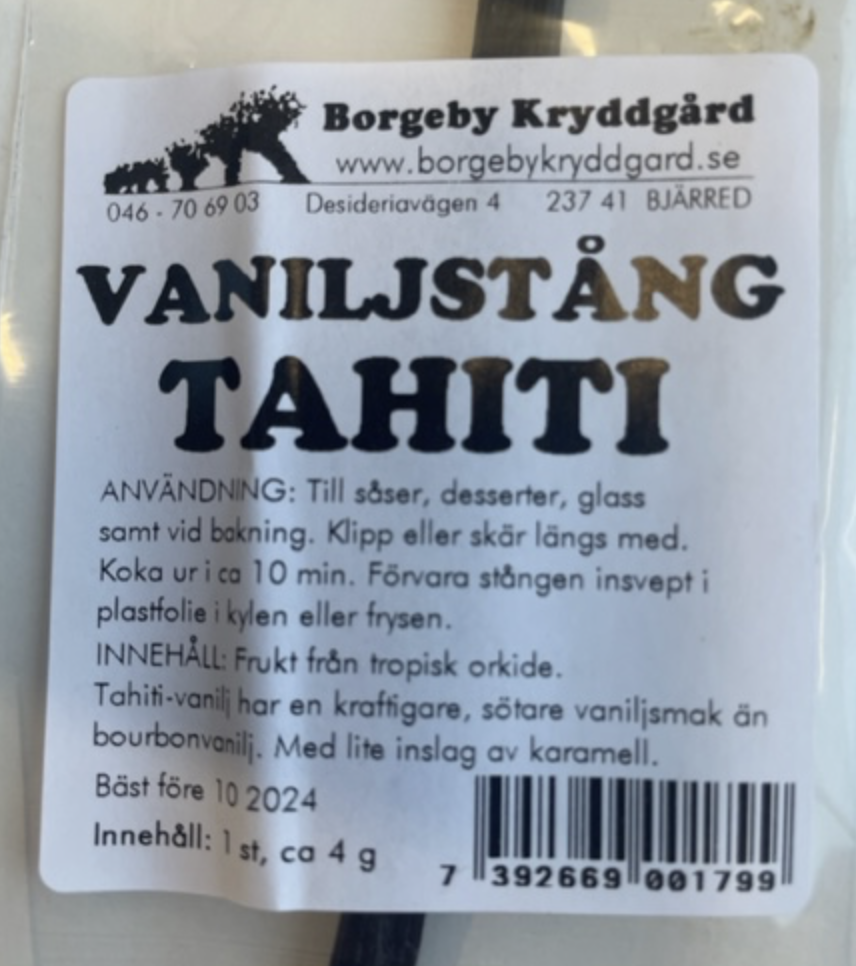 Borgeby Kryddgård
www.borgebykryddgard.se
046 - 70 69 03 Desideriavägen 4 237 41 BJÄRRED
VANILJSTÅNG
TAHITI
ANVÄNDNING: Till såser, desserter, glass
samt vid bakning. Klipp eller skär längs med.
Koka ur i ca 10 min. Förvara stången insvept i
plastfolie i kylen eller frysen.
INNEHÅLL: Frukt från tropisk orkide.
Tahiti-vanilj har en kraftigare, sötare vaniljsmak än
bourbonvanilj. Med lite inslag av karamell.
Bäst före 10 2024
Innehåll: 1 st, ca 4 g
7 392669 001799